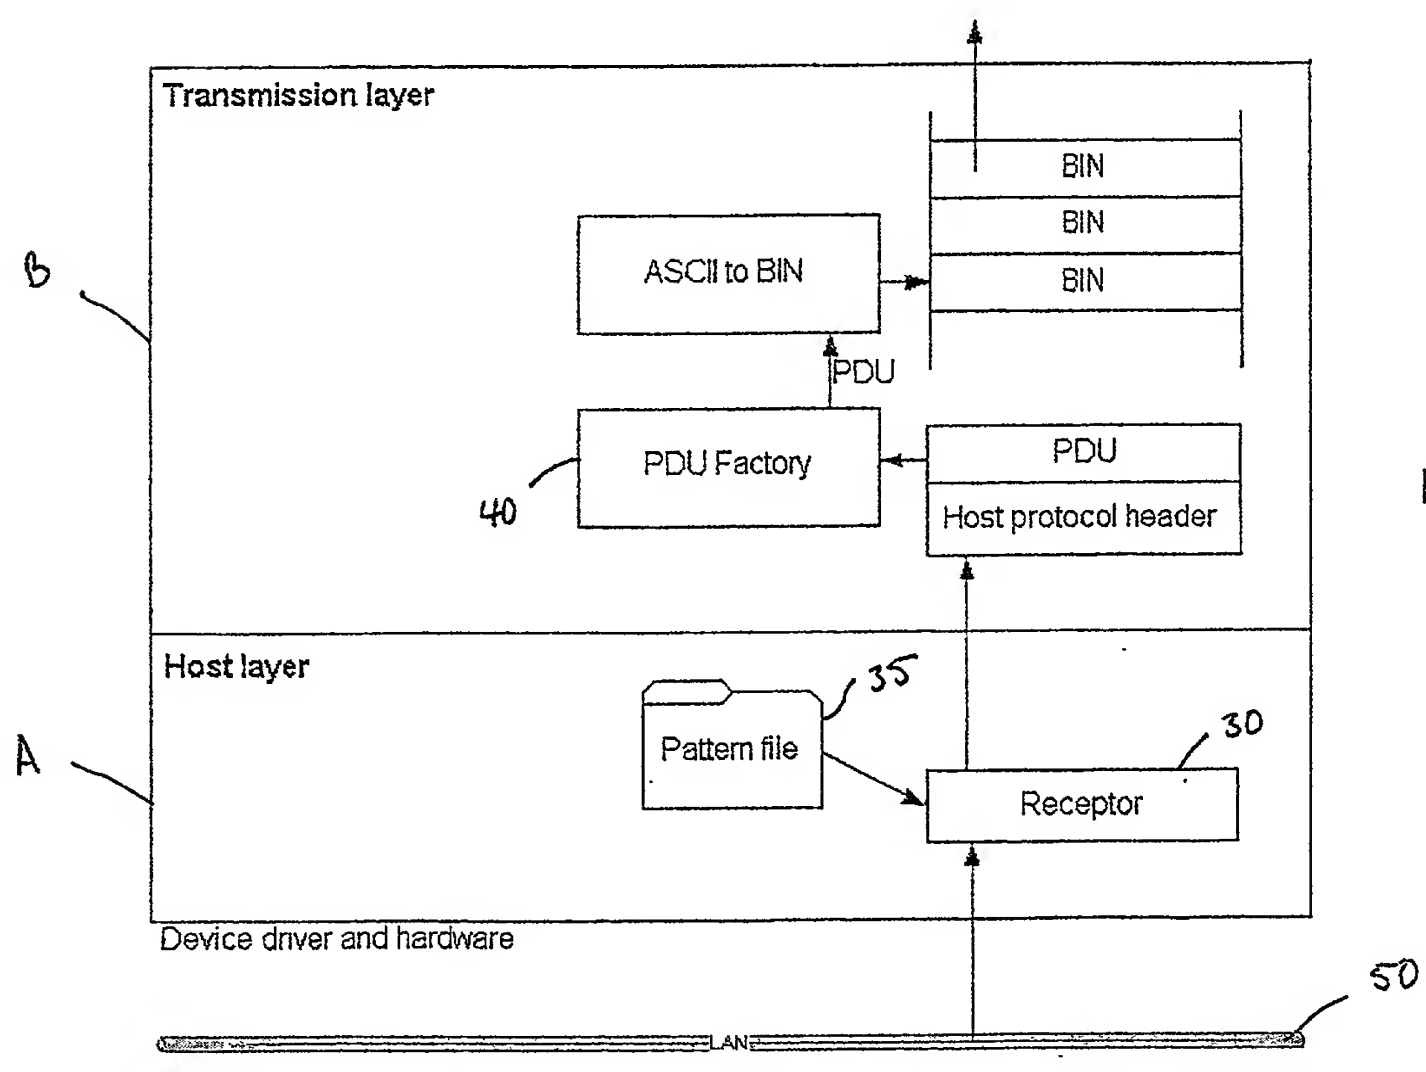 Transmission layer
BIN
BIN
ASCII to BIN
BIN
B
PDU
PDU
PDU Factory
40
Host protocol header
Host layer
35
30
A
Pattern file
Receptor
Device driver and hardware
50
LAN